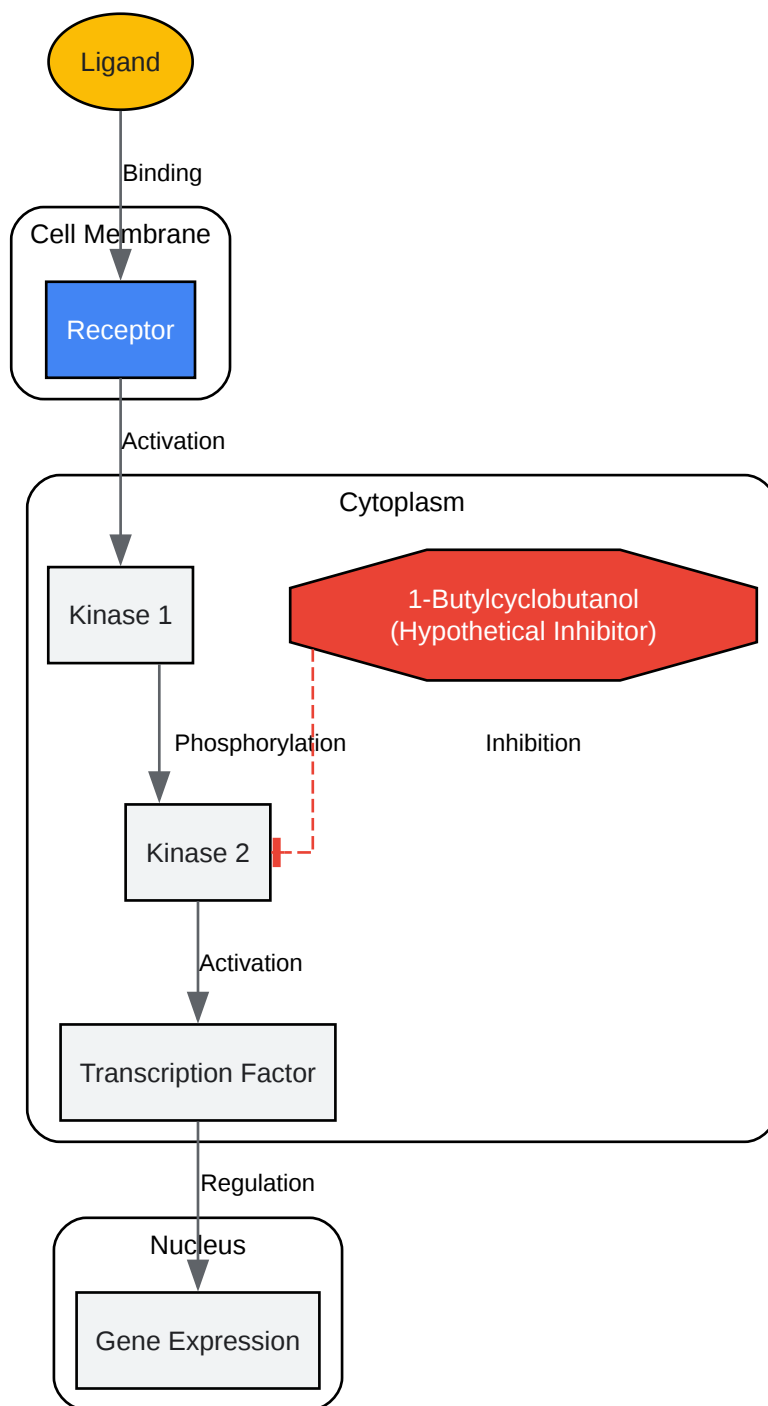 Ligand
Binding
Cell Membrane
Receptor
Activation
Cytoplasm
1-Butylcyclobutanol
(Hypothetical Inhibitor)
Kinase 1
Phosphorylation
Inhibition
Kinase 2
Activation
Transcription Factor
Regulation
Nucleus
Gene Expression